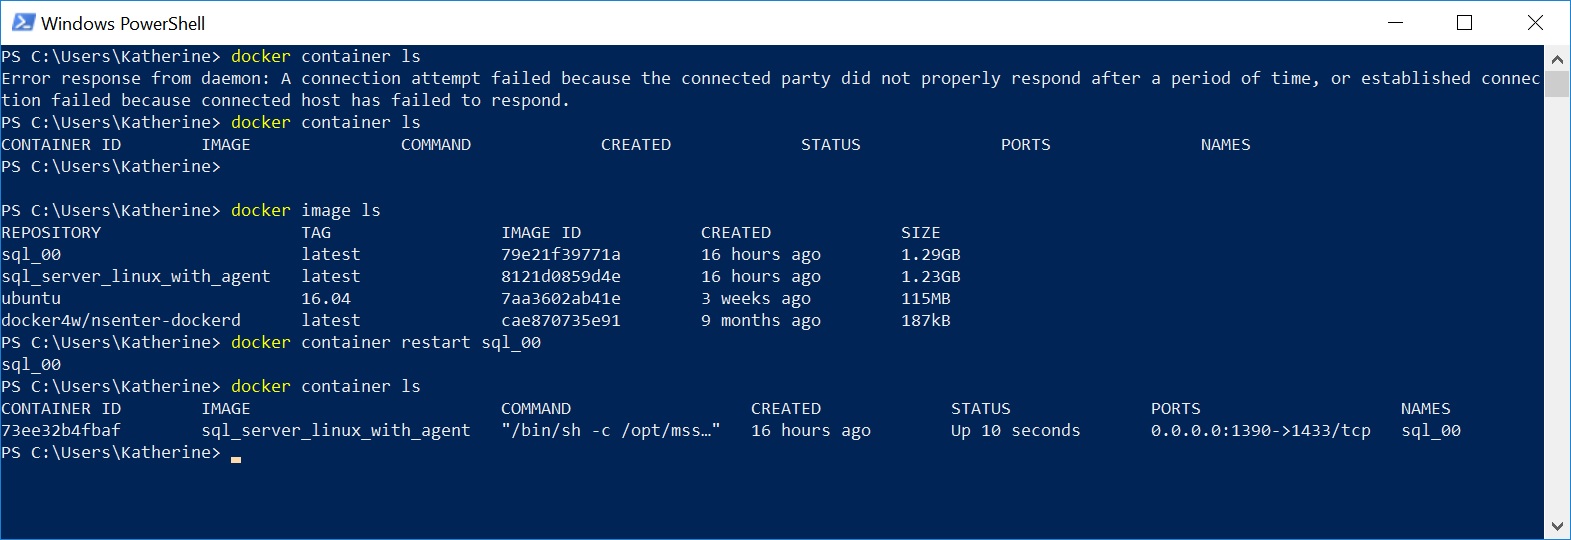 Windows PowerShell
PS C:\Users\Katherine> docker container ls
Error response from daemon: A connection attempt failed because the connected party did not properly respond after a period of time, or established connec
tion failed because connected host has failed to respond.
PS C:\Users\Katherine> docker container ls
CONTAINER ID        IMAGE               COMMAND             CREATED             STATUS              PORTS               NAMES
PS C:\Users\Katherine>
PS C:\Users\Katherine> docker image ls
REPOSITORY                    TAG                 IMAGE ID            CREATED             SIZE
sql_00                        latest              79e21f39771a        16 hours ago        1.29GB
sql_server_linux_with_agent   latest              8121d0859d4e        16 hours ago        1.23GB
ubuntu                        16.04               7aa3602ab41e        3 weeks ago         115MB
docker4w/nsenter-dockerd      latest              cae870735e91        9 months ago        187kB
PS C:\Users\Katherine> docker container restart sql_00
sql_00
PS C:\Users\Katherine> docker container ls
CONTAINER ID        IMAGE                         COMMAND                  CREATED             STATUS              PORTS                    NAMES
73ee32b4fbaf        sql_server_linux_with_agent   "/bin/sh -c /opt/mss…"   16 hours ago        Up 10 seconds       0.0.0.0:1390->1433/tcp   sql_00
PS C:\Users\Katherine>